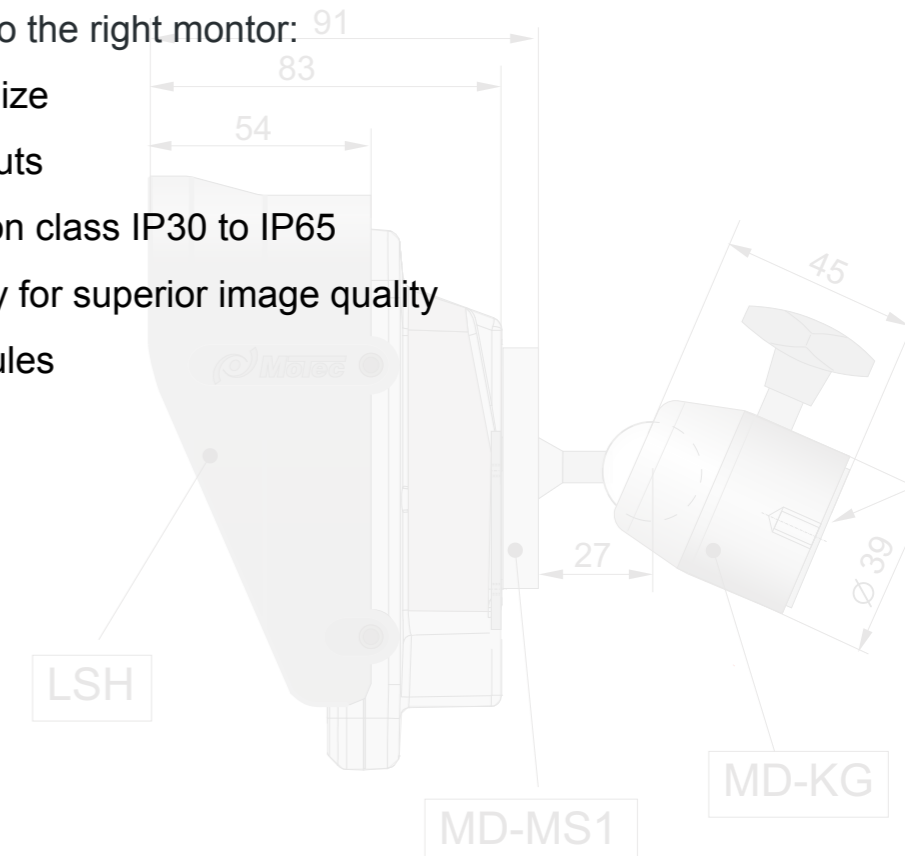 o the right montor:
ize
uts
on class IP30 to IP65
y for superior image quality
ules
91
83
54
45
27
Ø 39
Motec
LSH
MD-MS1
MD-KG